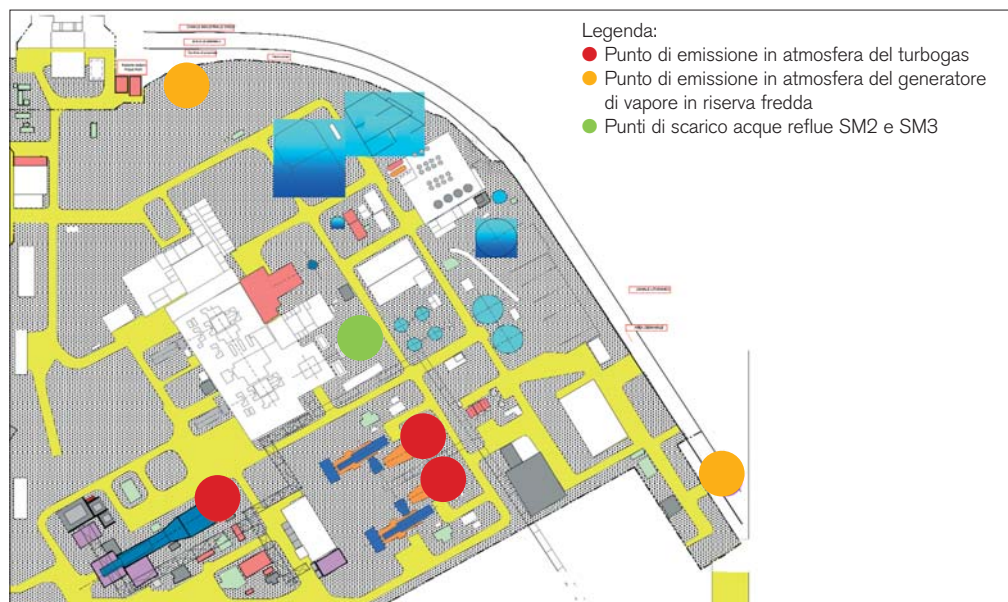 Legenda:
Punto di emissione in atmosfera del turbogas
Punto di emissione in atmosfera del generatore
di vapore in riserva fredda
Punti di scarico acque reflue SM2 e SM3